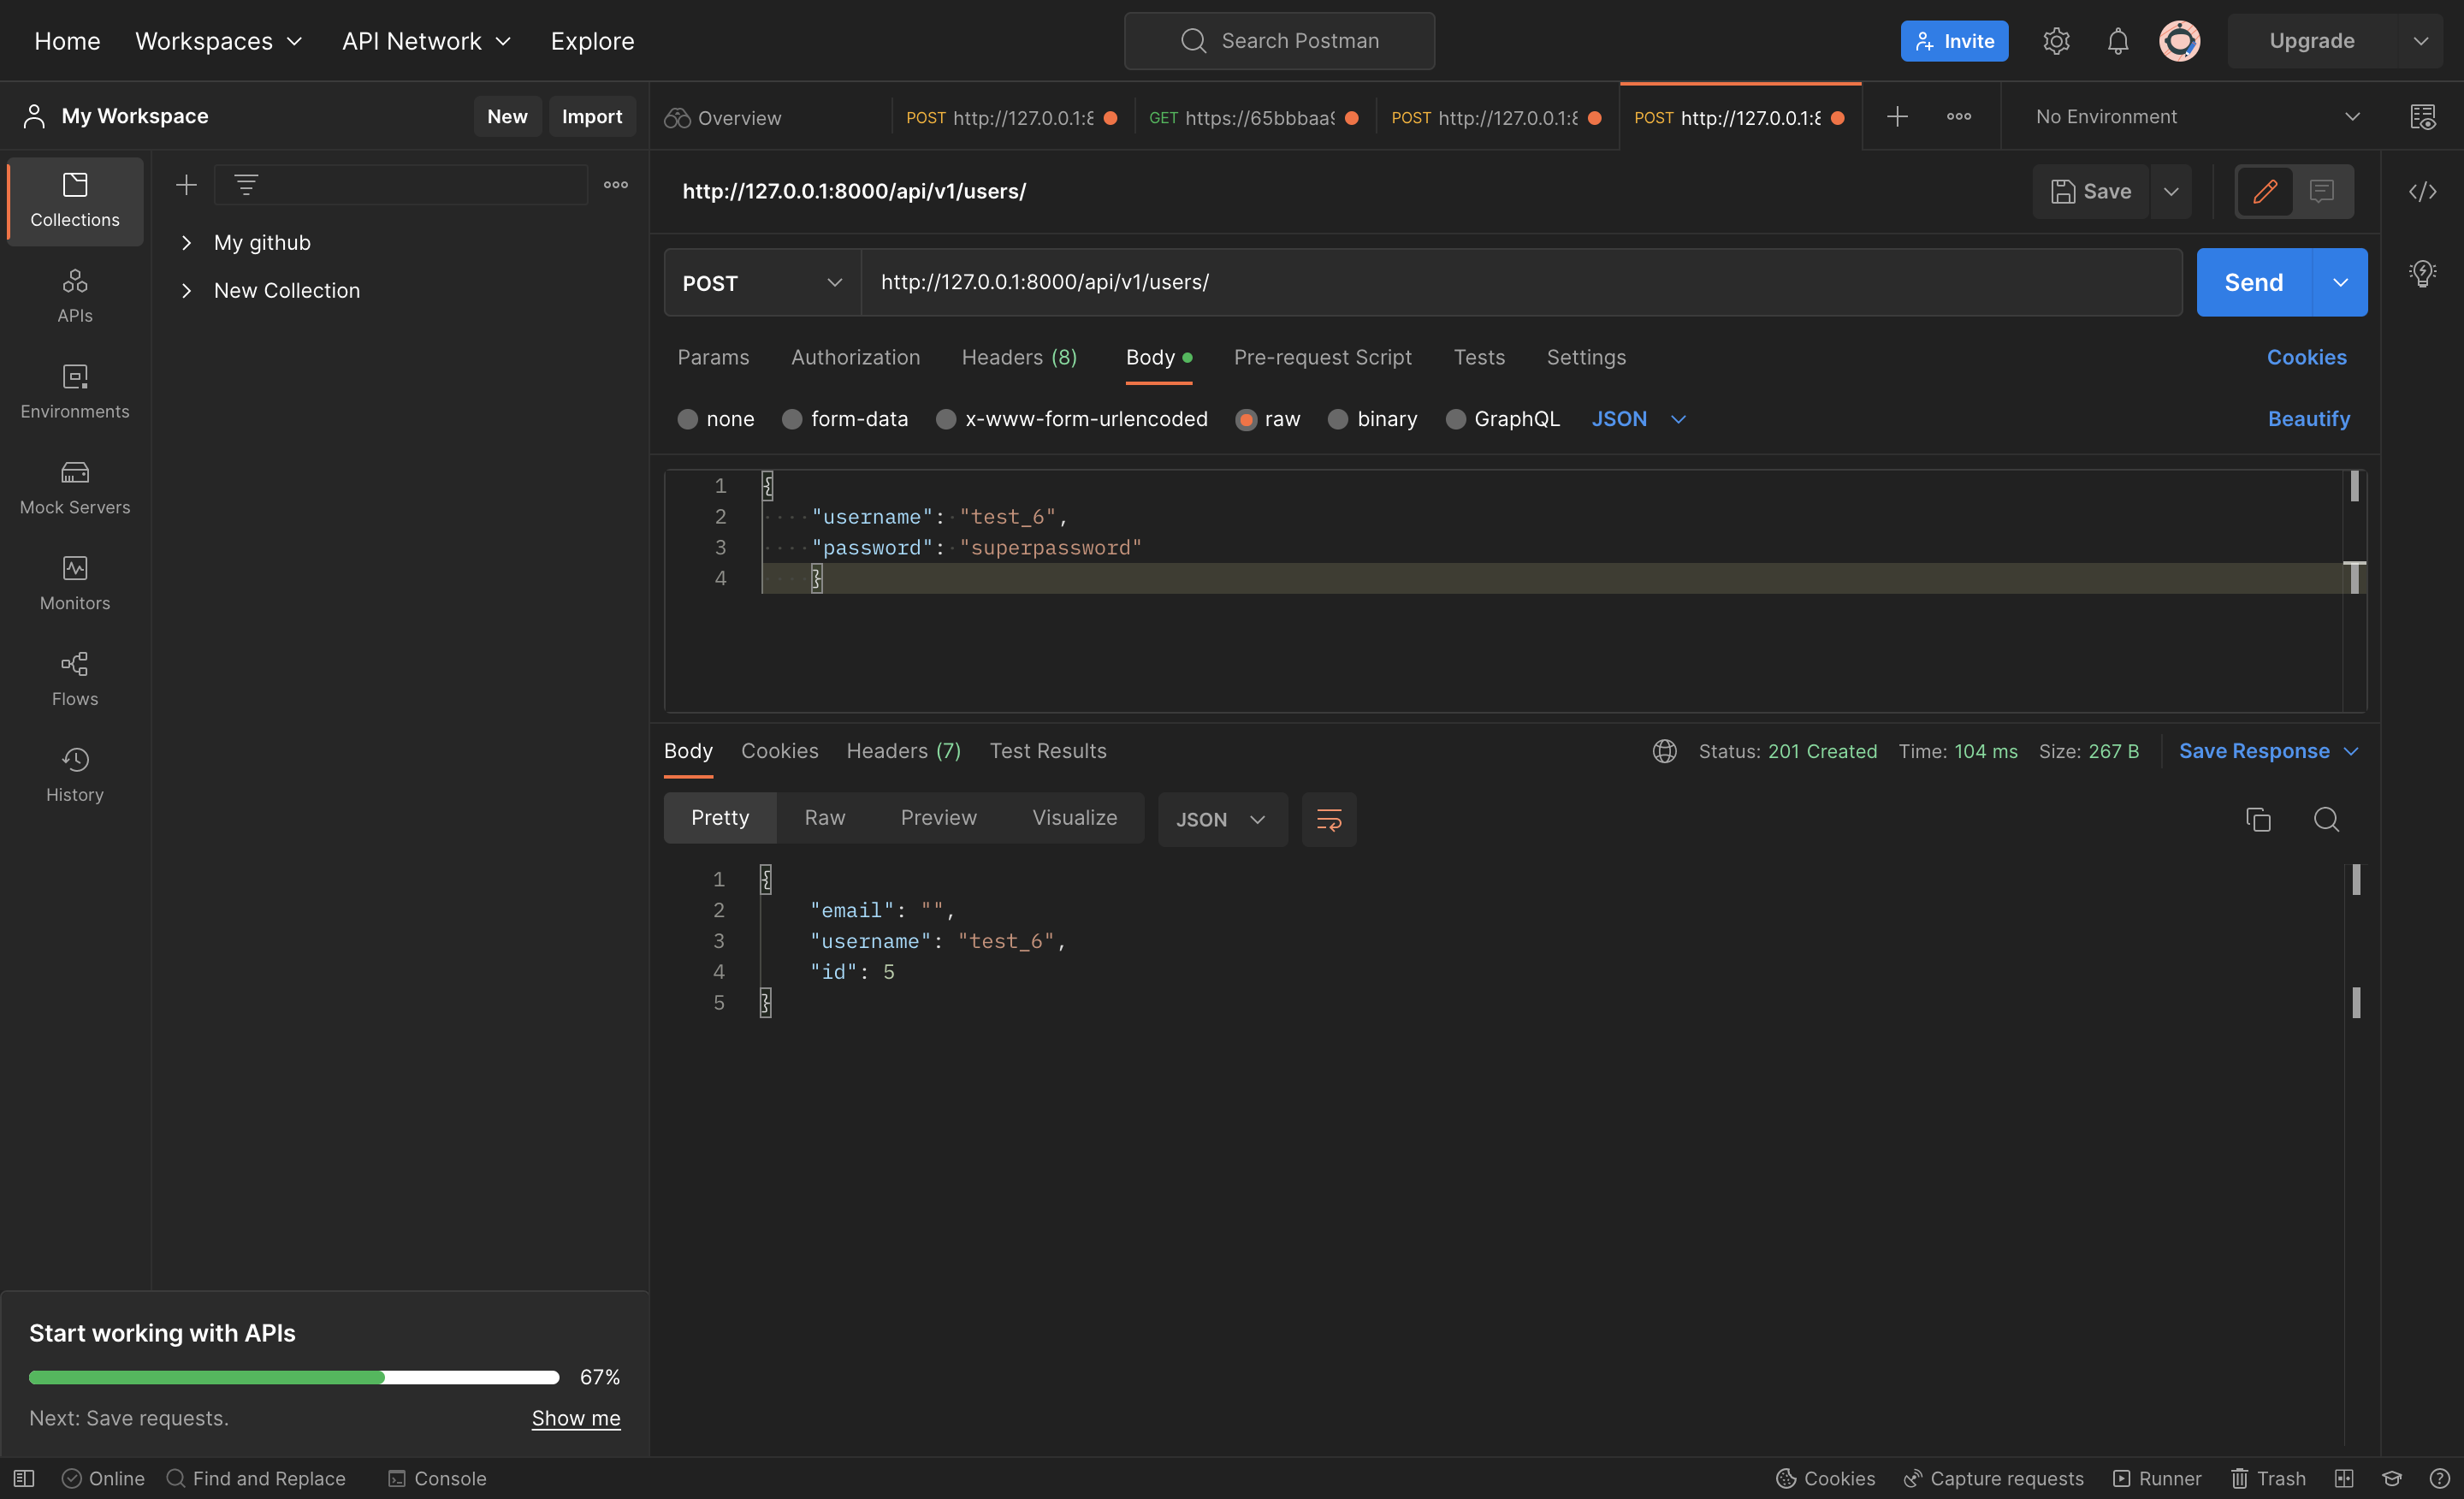 Home Workspaces API Network Explore Search Postman Invite Upgrade
My Workspace New Import
Overview POST http://127.0.0.1:8 GET https://65bbbaa9 POST http://127.0.0.1:8 POST http://127.0.0.1:8 No Environment
Collections
APIs
Environments
Mock Servers
Monitors
Flows
History
My github
New Collection
http://127.0.0.1:8000/api/v1/users/ Save
POST http://127.0.0.1:8000/api/v1/users/ Send
Params Authorization Headers (8) Body Pre-request Script Tests Settings Cookies
none form-data x-www-form-urlencoded raw binary GraphQL JSON Beautify
1 {
2 "username": "test_6",
3 "password": "superpassword"
4 }
Body Cookies Headers (7) Test Results Status: 201 Created Time: 104 ms Size: 267 B Save Response
Pretty Raw Preview Visualize JSON
1 {
2 "email": "",
3 "username": "test_6",
4 "id": 5
5 }
Start working with APIs
67%
Next: Save requests. Show me
Online Find and Replace Console Cookies Capture requests Runner Trash